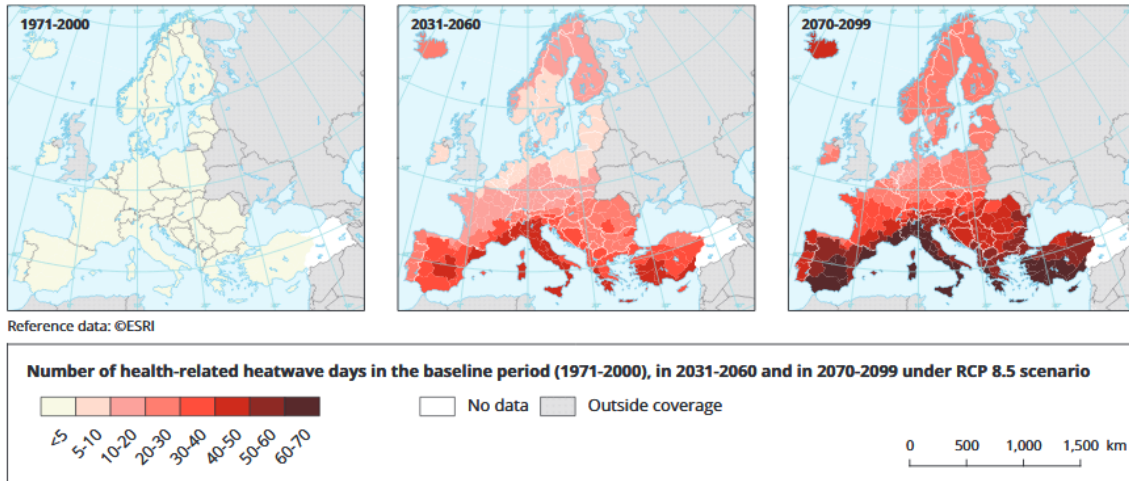 1971-2000
2031-2060
2070-2099
Reference data: ©ESRI
Number of health-related heatwave days in the baseline period (1971-2000), in 2031-2060 and in 2070-2099 under RCP 8.5 scenario
No data
Outside coverage
<5
5-10
10-20
20-30
30-40
40-50
50-60
60-70
0 500 1,000 1,500 km